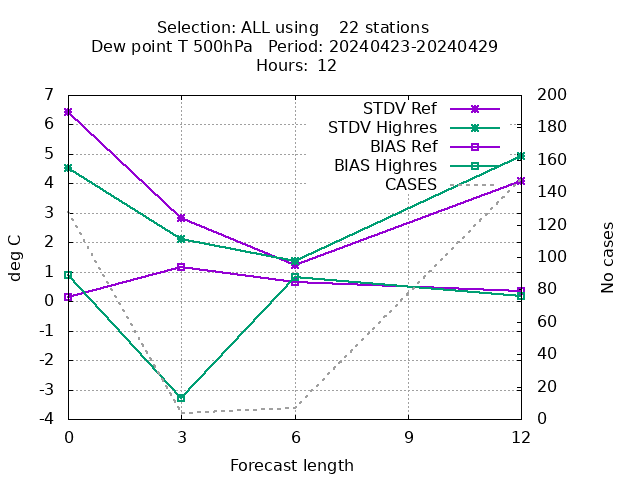 Selection: ALL using 22 stations
Dew point T 500hPa Period: 20240423-20240429
Hours: 12
STDV Ref
STDV Highres
BIAS Ref
BIAS Highres
CASES
7
6
5
4
3
2
1
0
-1
-2
-3
-4
deg C
200
180
160
140
120
100
80
60
40
20
0
No cases
0 3 6 9 12
Forecast length